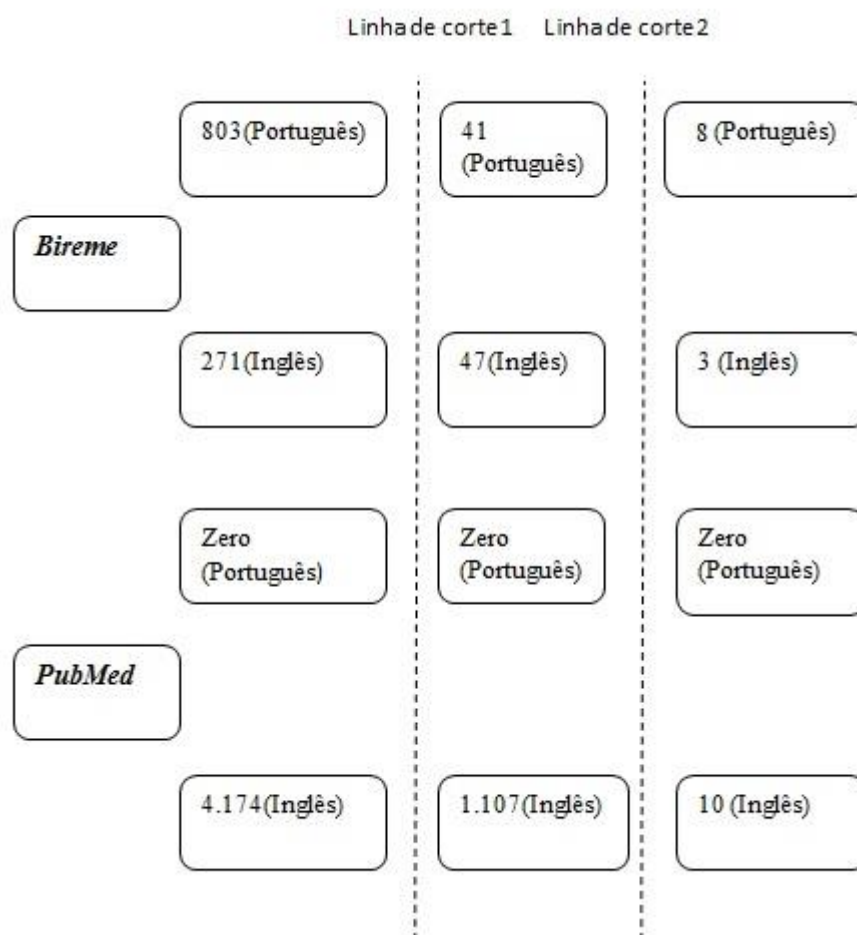 Linha de corte 1 Linha de corte 2
803 (Português)
41
(Português)
8 (Português)
Bireme
271 (Inglês)
47 (Inglês)
3 (Inglês)
Zero
(Português)
Zero
(Português)
Zero
(Português)
PubMed
4.174 (Inglês)
1.107 (Inglês)
10 (Inglês)